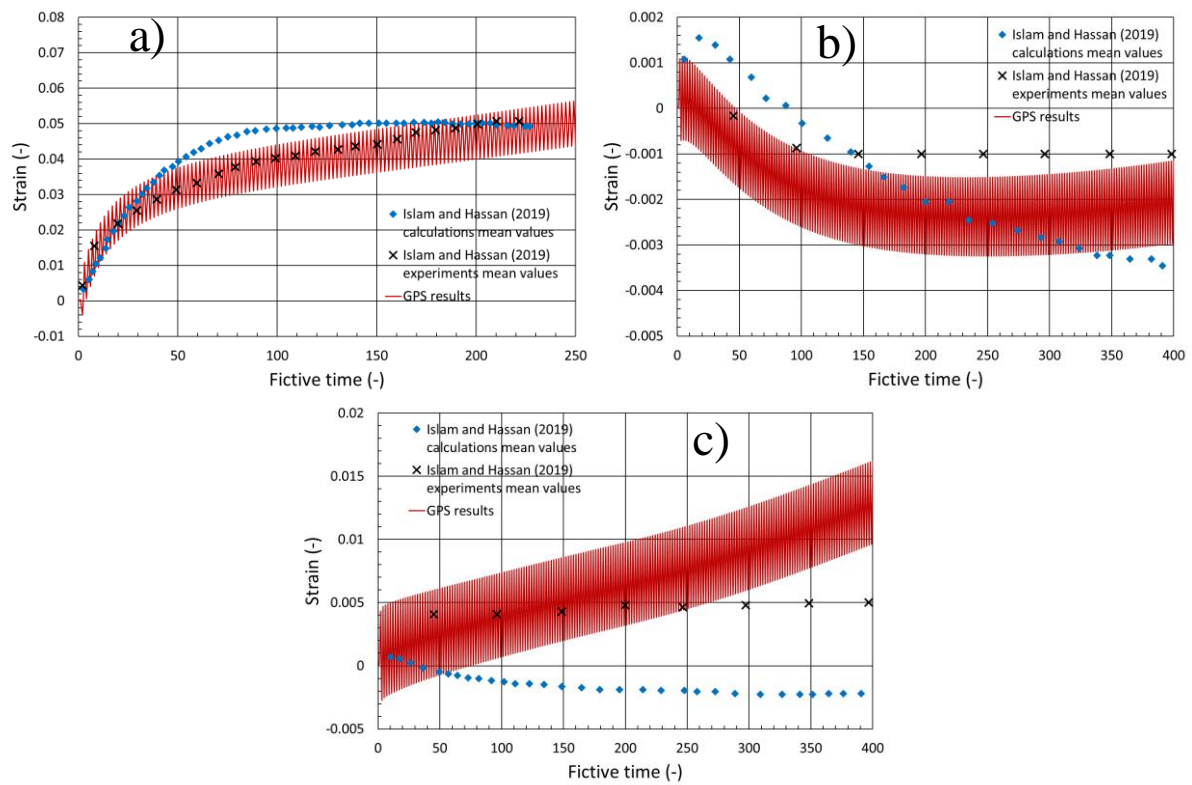 a)
0.08
0.07
0.06
0.05
0.04
0.03
0.02
0.01
0
-0.01
Strain (-)
Islam and Hassan (2019)
calculations mean values
Islam and Hassan (2019)
experiments mean values
GPS results
0 50 100 150 200 250
Fictive time (-)
b)
0.002
0.001
0
-0.001
-0.002
-0.003
-0.004
-0.005
Strain (-)
Islam and Hassan (2019)
calculations mean values
Islam and Hassan (2019)
experiments mean values
GPS results
0 50 100 150 200 250 300 350 400
Fictive time (-)
c)
0.02
0.015
0.01
0.005
0
-0.005
Strain (-)
Islam and Hassan (2019)
calculations mean values
Islam and Hassan (2019)
experiments mean values
GPS results
0 50 100 150 200 250 300 350 400
Fictive time (-)